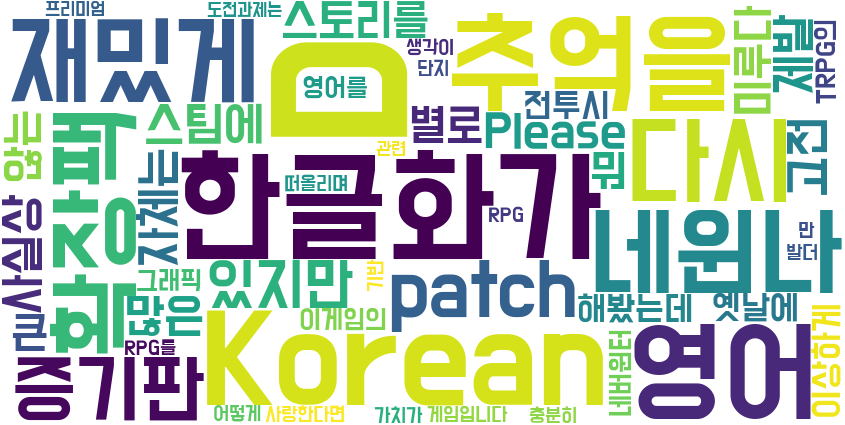 프리미엄
도전과제는
스토리를
재밌게
D
영어를
생각이
단지
추억을
미루다
제발
TRPG의
않는
확장팩
스팀에
자체는
별로
전투시
Please
관련
뭔
다시
고전
사실상
한글화가
떠올리며
RPG
네윈나
만
발더
그래픽
있지만
기반
patch
해봤는데
옛날에
근데
많은
이게임의
Korean
RPG를
증기판
네버윈터
영어
이상하게
어떻게
사랑한다면
가치가
게임입니다
충분히